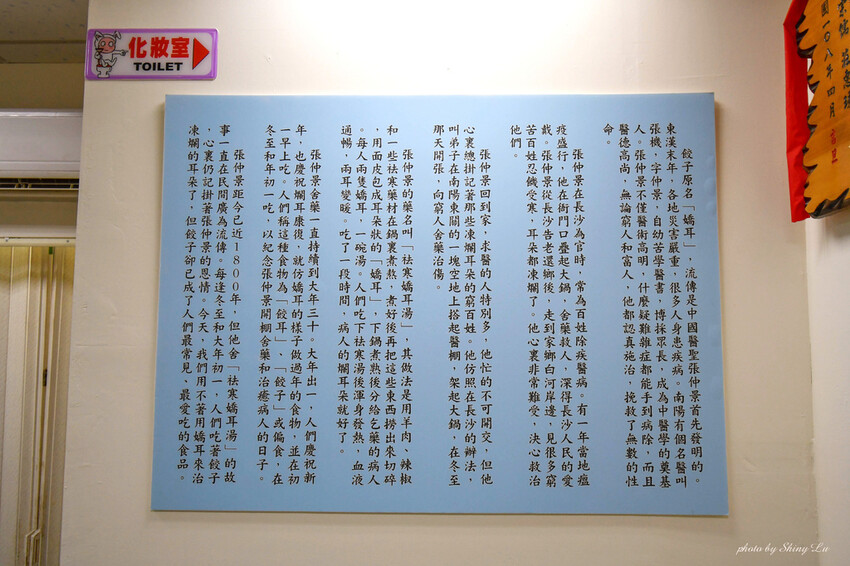 化妝室
TOILET
餃子原名「嬌耳」，流傳是中國醫聖張仲景首先發明的。
東漢末年，各地災害嚴重，很多人身患疾病。南陽有個名醫叫
張機，字仲景，自幼苦學醫書，博採眾長，成為中醫學的奠基
人。張仲景不僅醫術高明，什麼疑難雜症都能手到病除，而且
醫德高尚，無論窮人和富人，他都認真施治，挽救了無數的性
命。
張仲景在長沙為官時，常為百姓除疾醫病。有一年當地瘟
疫盛行，他在衙門口壘起大鍋，舍藥救人，深得長沙人民的愛
戴。張仲景從長沙告老還鄉後，走到家鄉白河岸邊，見很多窮
苦百姓忍饑受寒，耳朵都凍爛了。他心裏非常難受，決心救治
他們。
張仲景回到家，求醫的人特別多，他忙的不可開交，但他
心裏總掛記著那些凍爛耳朵的窮百姓。他仿照在長沙的辦法，
叫弟子在南陽東關的一塊空地上搭起醫棚，架起大鍋，在冬至
那天開張，向窮人舍藥治傷。
張仲景的藥名叫「祛寒嬌耳湯」，其做法是用羊肉、辣椒
和一些祛寒藥材在鍋裏煮熬，煮好後再把這些東西撈出來切碎
，用面皮包成耳朵狀的「嬌耳」，下鍋煮熟後分給乞藥的病人
。每人兩隻嬌耳，一碗湯。人們吃下祛寒湯後渾身發熱，血液
通暢，兩耳變暖。吃了一段時間，病人的爛耳朵就好了。
張仲景舍藥一直持續到大年三十。大年出一，人們慶祝新
年，也慶祝爛耳康復，就仿嬌耳的樣子做過年的食物，並在初
一早上吃。人們稱這種食物為「餃耳」、「餃子」或偏食，在
冬至和年初一吃，以紀念張仲景開棚舍藥和治癒病人的日子。
張仲景距今已近1800年，但他舍「祛寒嬌耳湯」的故
事一直在民間廣為流傳。每逢冬至和大年初一，人們吃著餃子
，心裏仍記掛著張仲景的恩情。今天，我們用不著用嬌耳來治
凍爛的耳朵了，但餃子卻已成了人們最常見、最愛吃的食品。
國一〇八年四月
photo by Shiny Lu